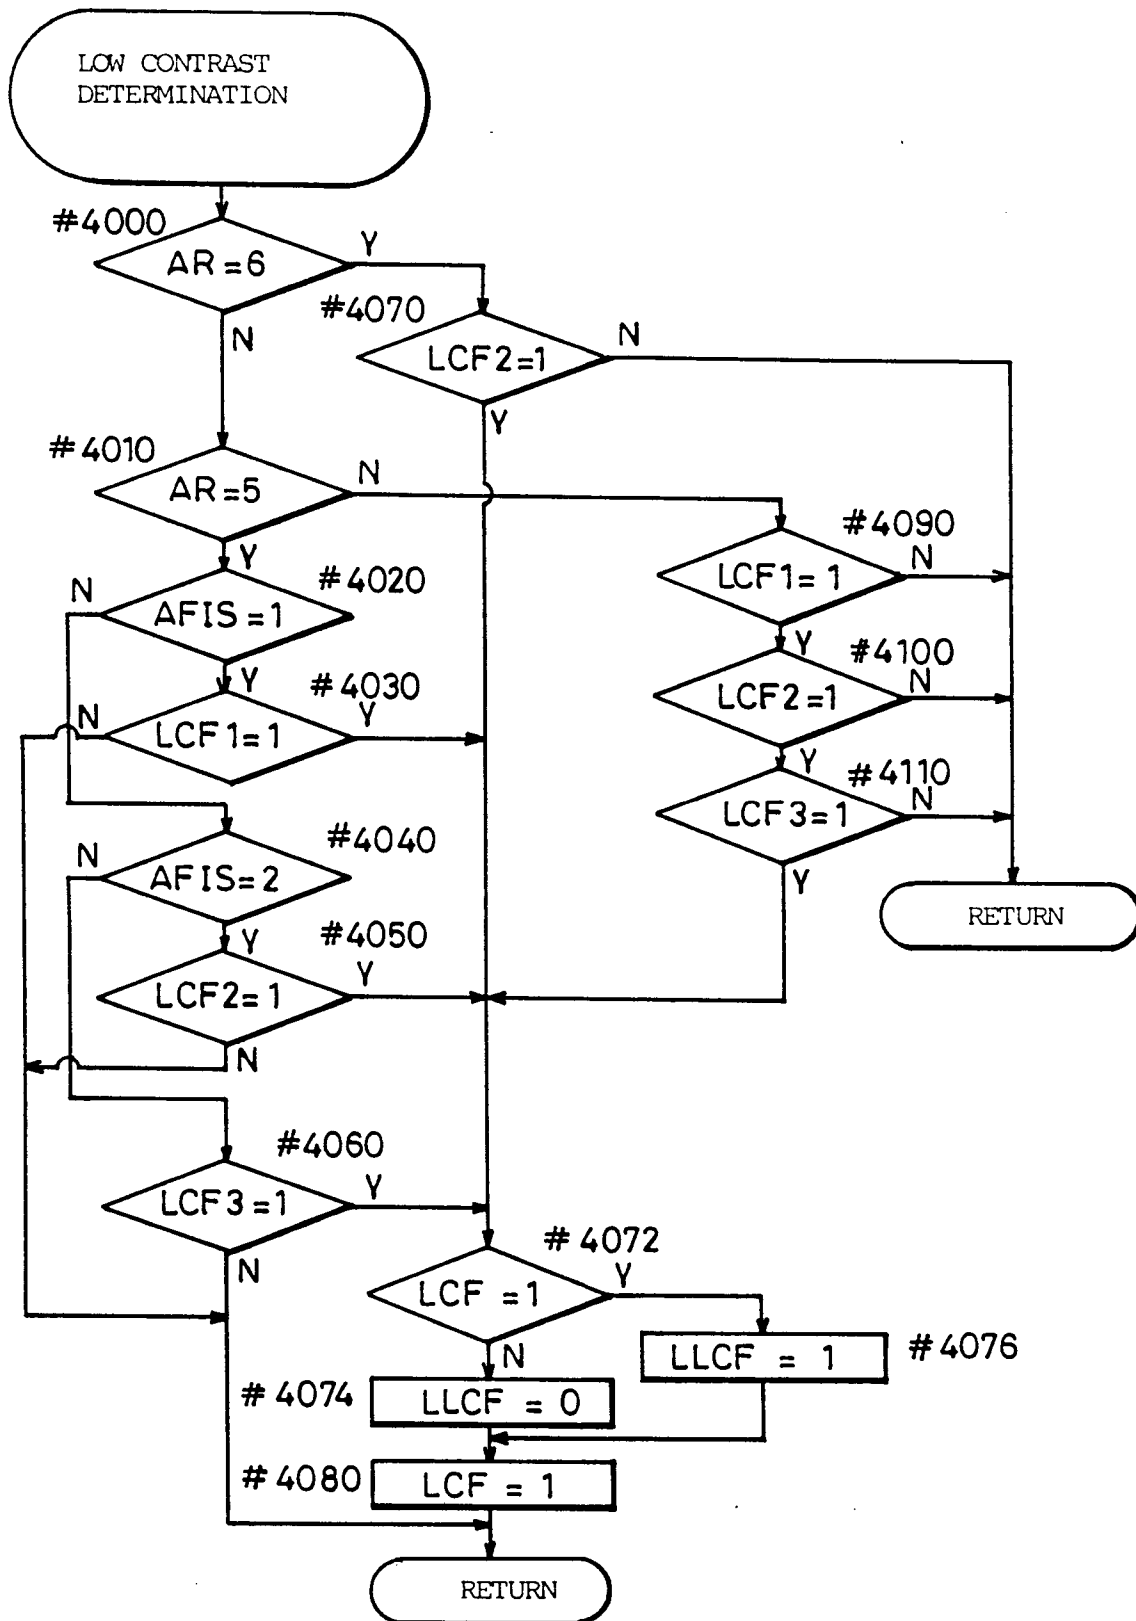 LOW CONTRAST
DETERMINATION
#4000
AR=6
Y
N
#4070
LCF2=1
N
Y
#4010
AR=5
N
Y
#4090
LCF1=1
N
Y
#4020
AFIS=1
N
Y
#4100
LCF2=1
N
Y
#4030
LCF1=1
N
Y
#4110
LCF3=1
N
Y
#4040
AFIS=2
N
Y
RETURN
#4050
LCF2=1
Y
N
#4060
LCF3=1
Y
N
#4072
LCF =1
Y
N
LLCF = 1
#4076
#4074
LLCF = 0
#4080
LCF = 1
RETURN